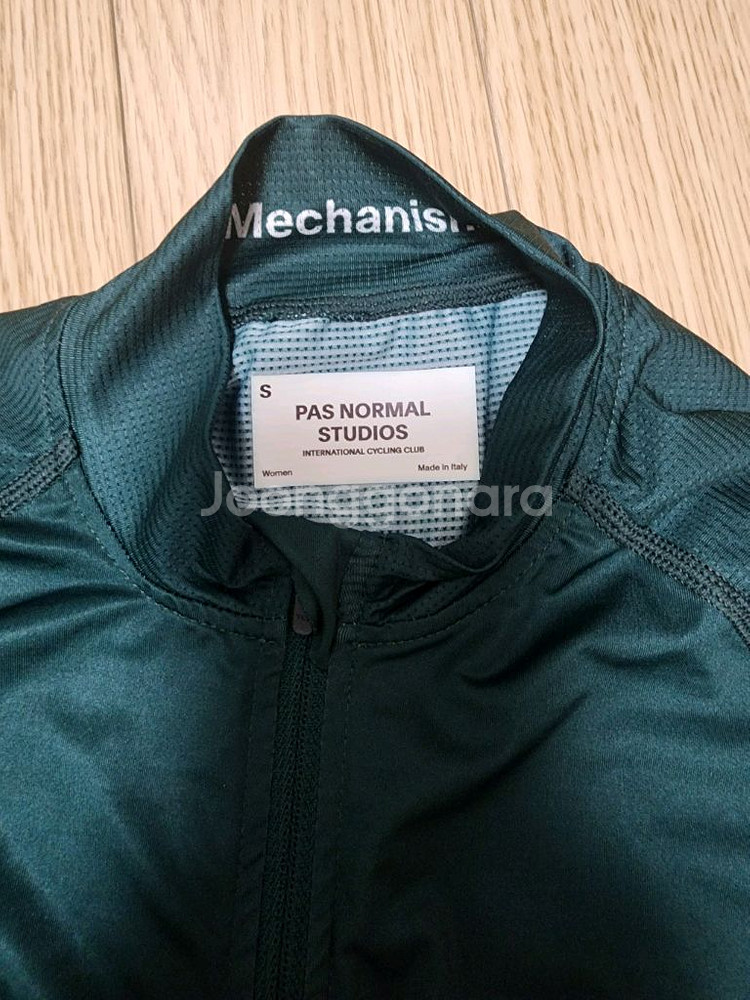 Mechanism
S
PAS NORMAL
STUDIOS
INTERNATIONAL CYCLING CLUB
Women
Made in Italy
Joonggonara